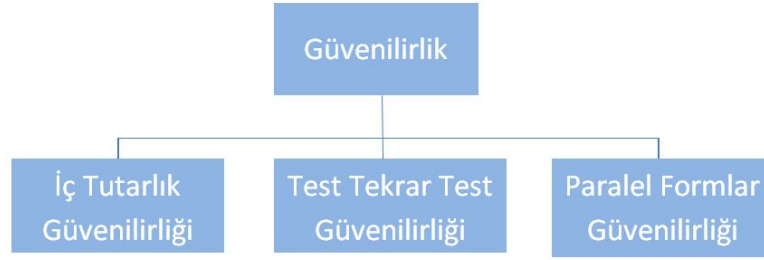 Güvenilirlik
İç Tutarlık
Güvenilirliği
Test Tekrar Test
Güvenilirliği
Paralel Formlar
Güvenilirliği